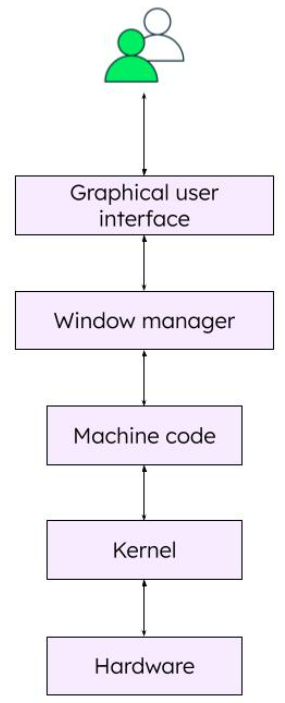 Graphical user
interface
Window manager
Machine code
Kernel
Hardware